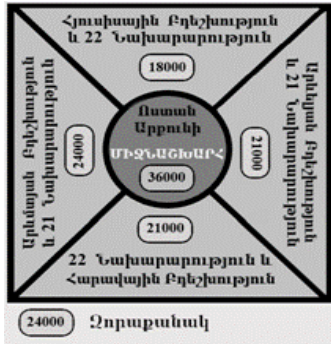 Հյուսիսային Բդեշխություն
և 22 Նախարարություն
18000
Արևմտյան Բդեշխություն
և 21 Նախարարություն
24000
Ոստան
Արքունի
ՄԻՋՆԱՇԽԱՐՀ
36000
21000
Արևելյան Բդեշխություն
և 21 Նախարարություն
21000
22 Նախարարություն և
Հարավային Բդեշխություն
24000 Զորաքանակ